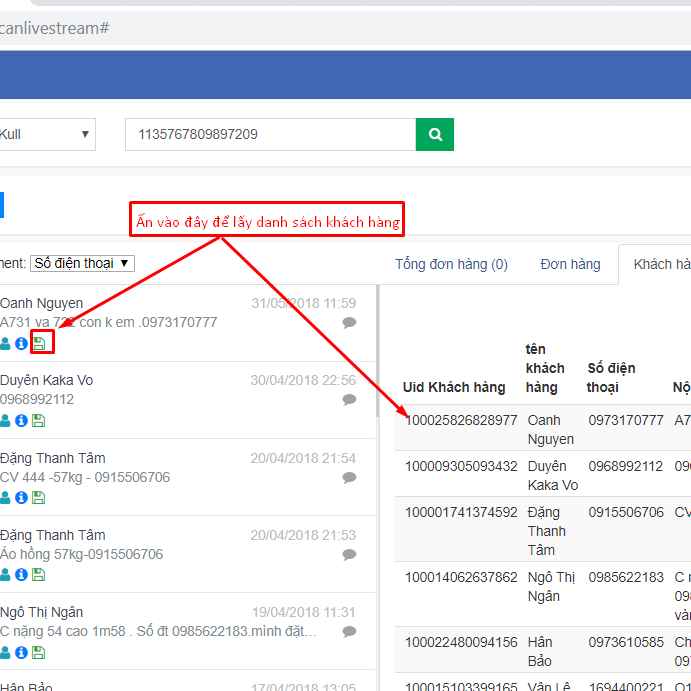 canlivestream#
Kull
1135767809897209
Ấn vào đây để lấy danh sách khách hàng
ment: Số điện thoại
Tổng đơn hàng (0)
Đơn hàng
Khách hà
Oanh Nguyen
31/05/2018 11:59
A731 va 722 con k em .0973170777
Duyên Kaka Vo
30/04/2018 22:56
0968992112
Đặng Thanh Tâm
20/04/2018 21:54
CV 444 -57kg - 0915506706
Đặng Thanh Tâm
20/04/2018 21:53
Áo hồng 57kg-0915506706
Ngô Thị Ngân
19/04/2018 11:31
C nặng 54 cao 1m58 . Số đt 0985622183.mình đặt...
Hân Bảo
17/04/2018 13:05
Uid Khách hàng
tên
khách
hàng
Số điện
thoại
Nộ
100025826828977 Oanh 0973170777 A7
Nguyen
100009305093432 Duyên 0968992112 096
Kaka Vo
100001741374592 Đặng 0915506706 CV
Thanh
Tâm
100014062637862 Ngô Thị 0985622183 C n
Ngân 098
vàn
100022480094156 Hân 0973610585 Ch
Bảo 097
100015103399165 Vân Lê 1694400221